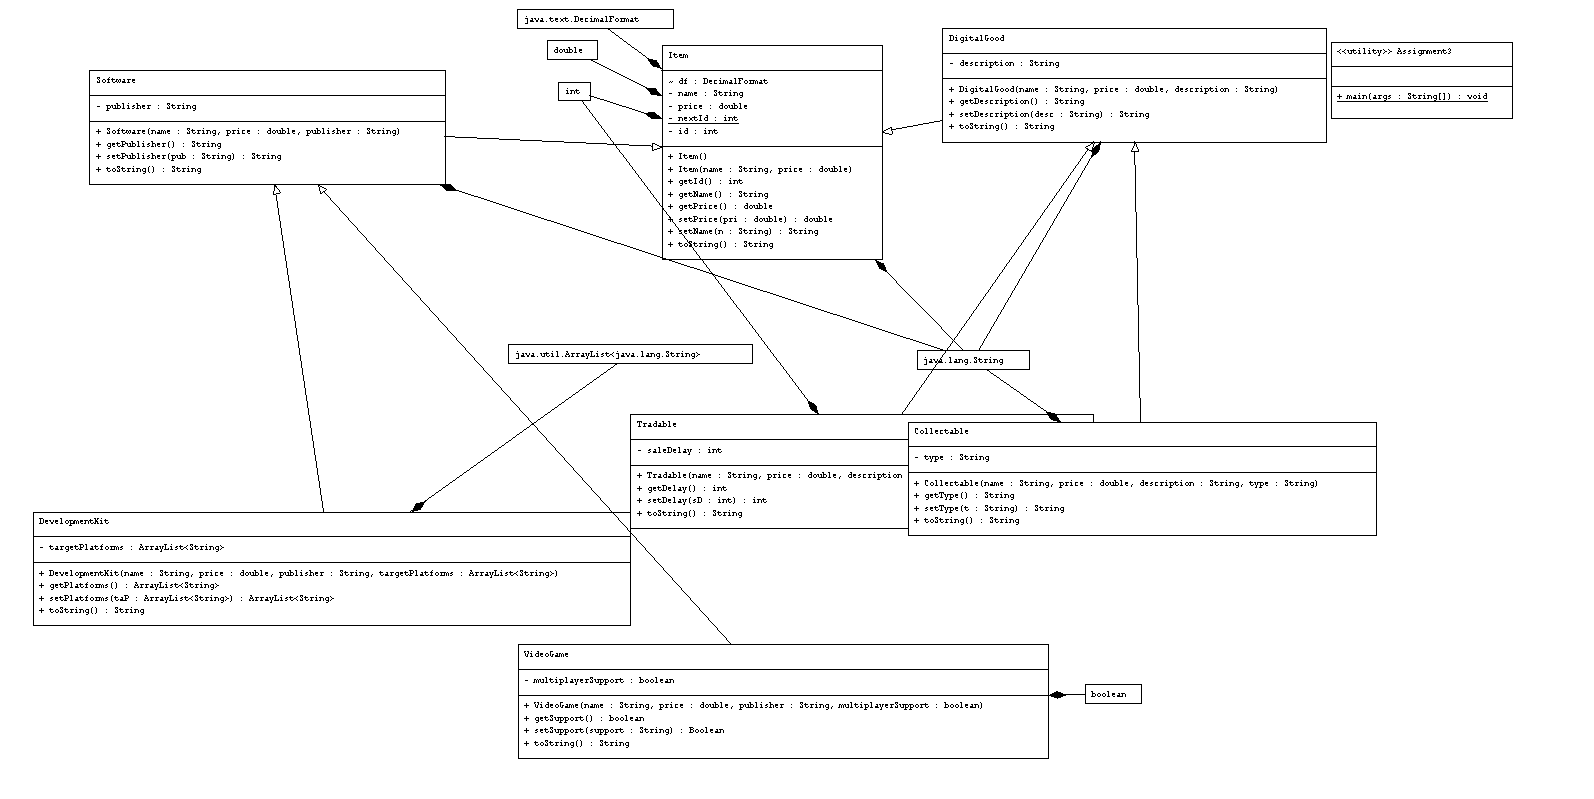 java.text.DecimalFormat
double
int
Item
~ df : DecimalFormat
- name : String
- price : double
- nextId : int
- id : int
+ Item()
+ Item(name : String, price : double)
+ getId() : int
+ getName() : String
+ getPrice() : double
+ setPrice(pri : double) : double
+ setName(n : String) : String
+ toString() : String
DigitalGood
- description : String
+ DigitalGood(name : String, price : double, description : String)
+ getDescription() : String
+ setDescription(desc : String) : String
+ toString() : String
<<utility>> Assignment3
+ main(args : String[]) : void
Software
- publisher : String
+ Software(name : String, price : double, publisher : String)
+ getPublisher() : String
+ setPublisher(pub : String) : String
+ toString() : String
java.util.ArrayList<java.lang.String>
java.lang.String
Tradable
- saleDelay : int
+ Tradable(name : String, price : double, description
+ getDelay() : int
+ setDelay(sD : int) : int
+ toString() : String
Collectable
- type : String
+ Collectable(name : String, price : double, description : String, type : String)
+ getType() : String
+ setType(t : String) : String
+ toString() : String
DevelopmentKit
- targetPlatforms : ArrayList<String>
+ DevelopmentKit(name : String, price : double, publisher : String, targetPlatforms : ArrayList<String>)
+ getPlatforms() : ArrayList<String>
+ setPlatforms(taP : ArrayList<String>) : ArrayList<String>
+ toString() : String
VideoGame
- multiplayerSupport : boolean
+ VideoGame(name : String, price : double, publisher : String, multiplayerSupport : boolean)
+ getSupport() : boolean
+ setSupport(support : String) : Boolean
+ toString() : String
boolean